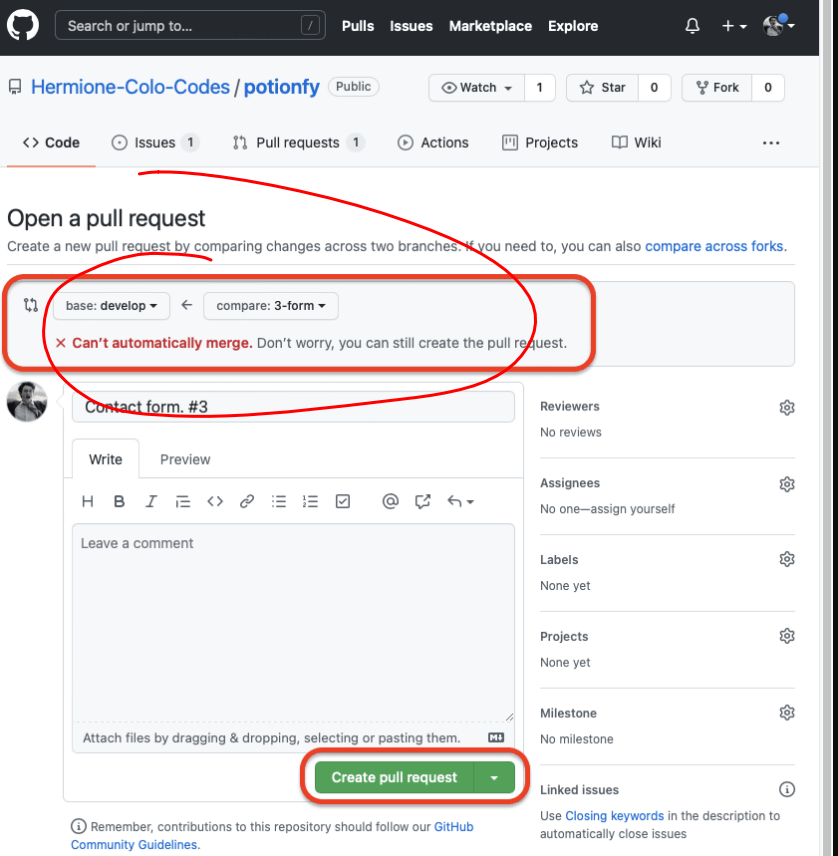 Search or jump to... /
Pulls Issues Marketplace Explore
Hermione-Colo-Codes / potionfy Public
Watch 1 Star 0 Fork 0
Code Issues 1 Pull requests 1 Actions Projects Wiki
Open a pull request
Create a new pull request by comparing changes across two branches. If you need to, you can also compare across forks.
base: develop ← compare: 3-form
× Can't automatically merge. Don't worry, you can still create the pull request.
Contact form. #3
Write Preview
Leave a comment
Attach files by dragging & dropping, selecting or pasting them.
Create pull request
Remember, contributions to this repository should follow our GitHub
Community Guidelines.
Reviewers
No reviews
Assignees
No one—assign yourself
Labels
None yet
Projects
None yet
Milestone
No milestone
Linked issues
Use Closing keywords in the description to
automatically close issues